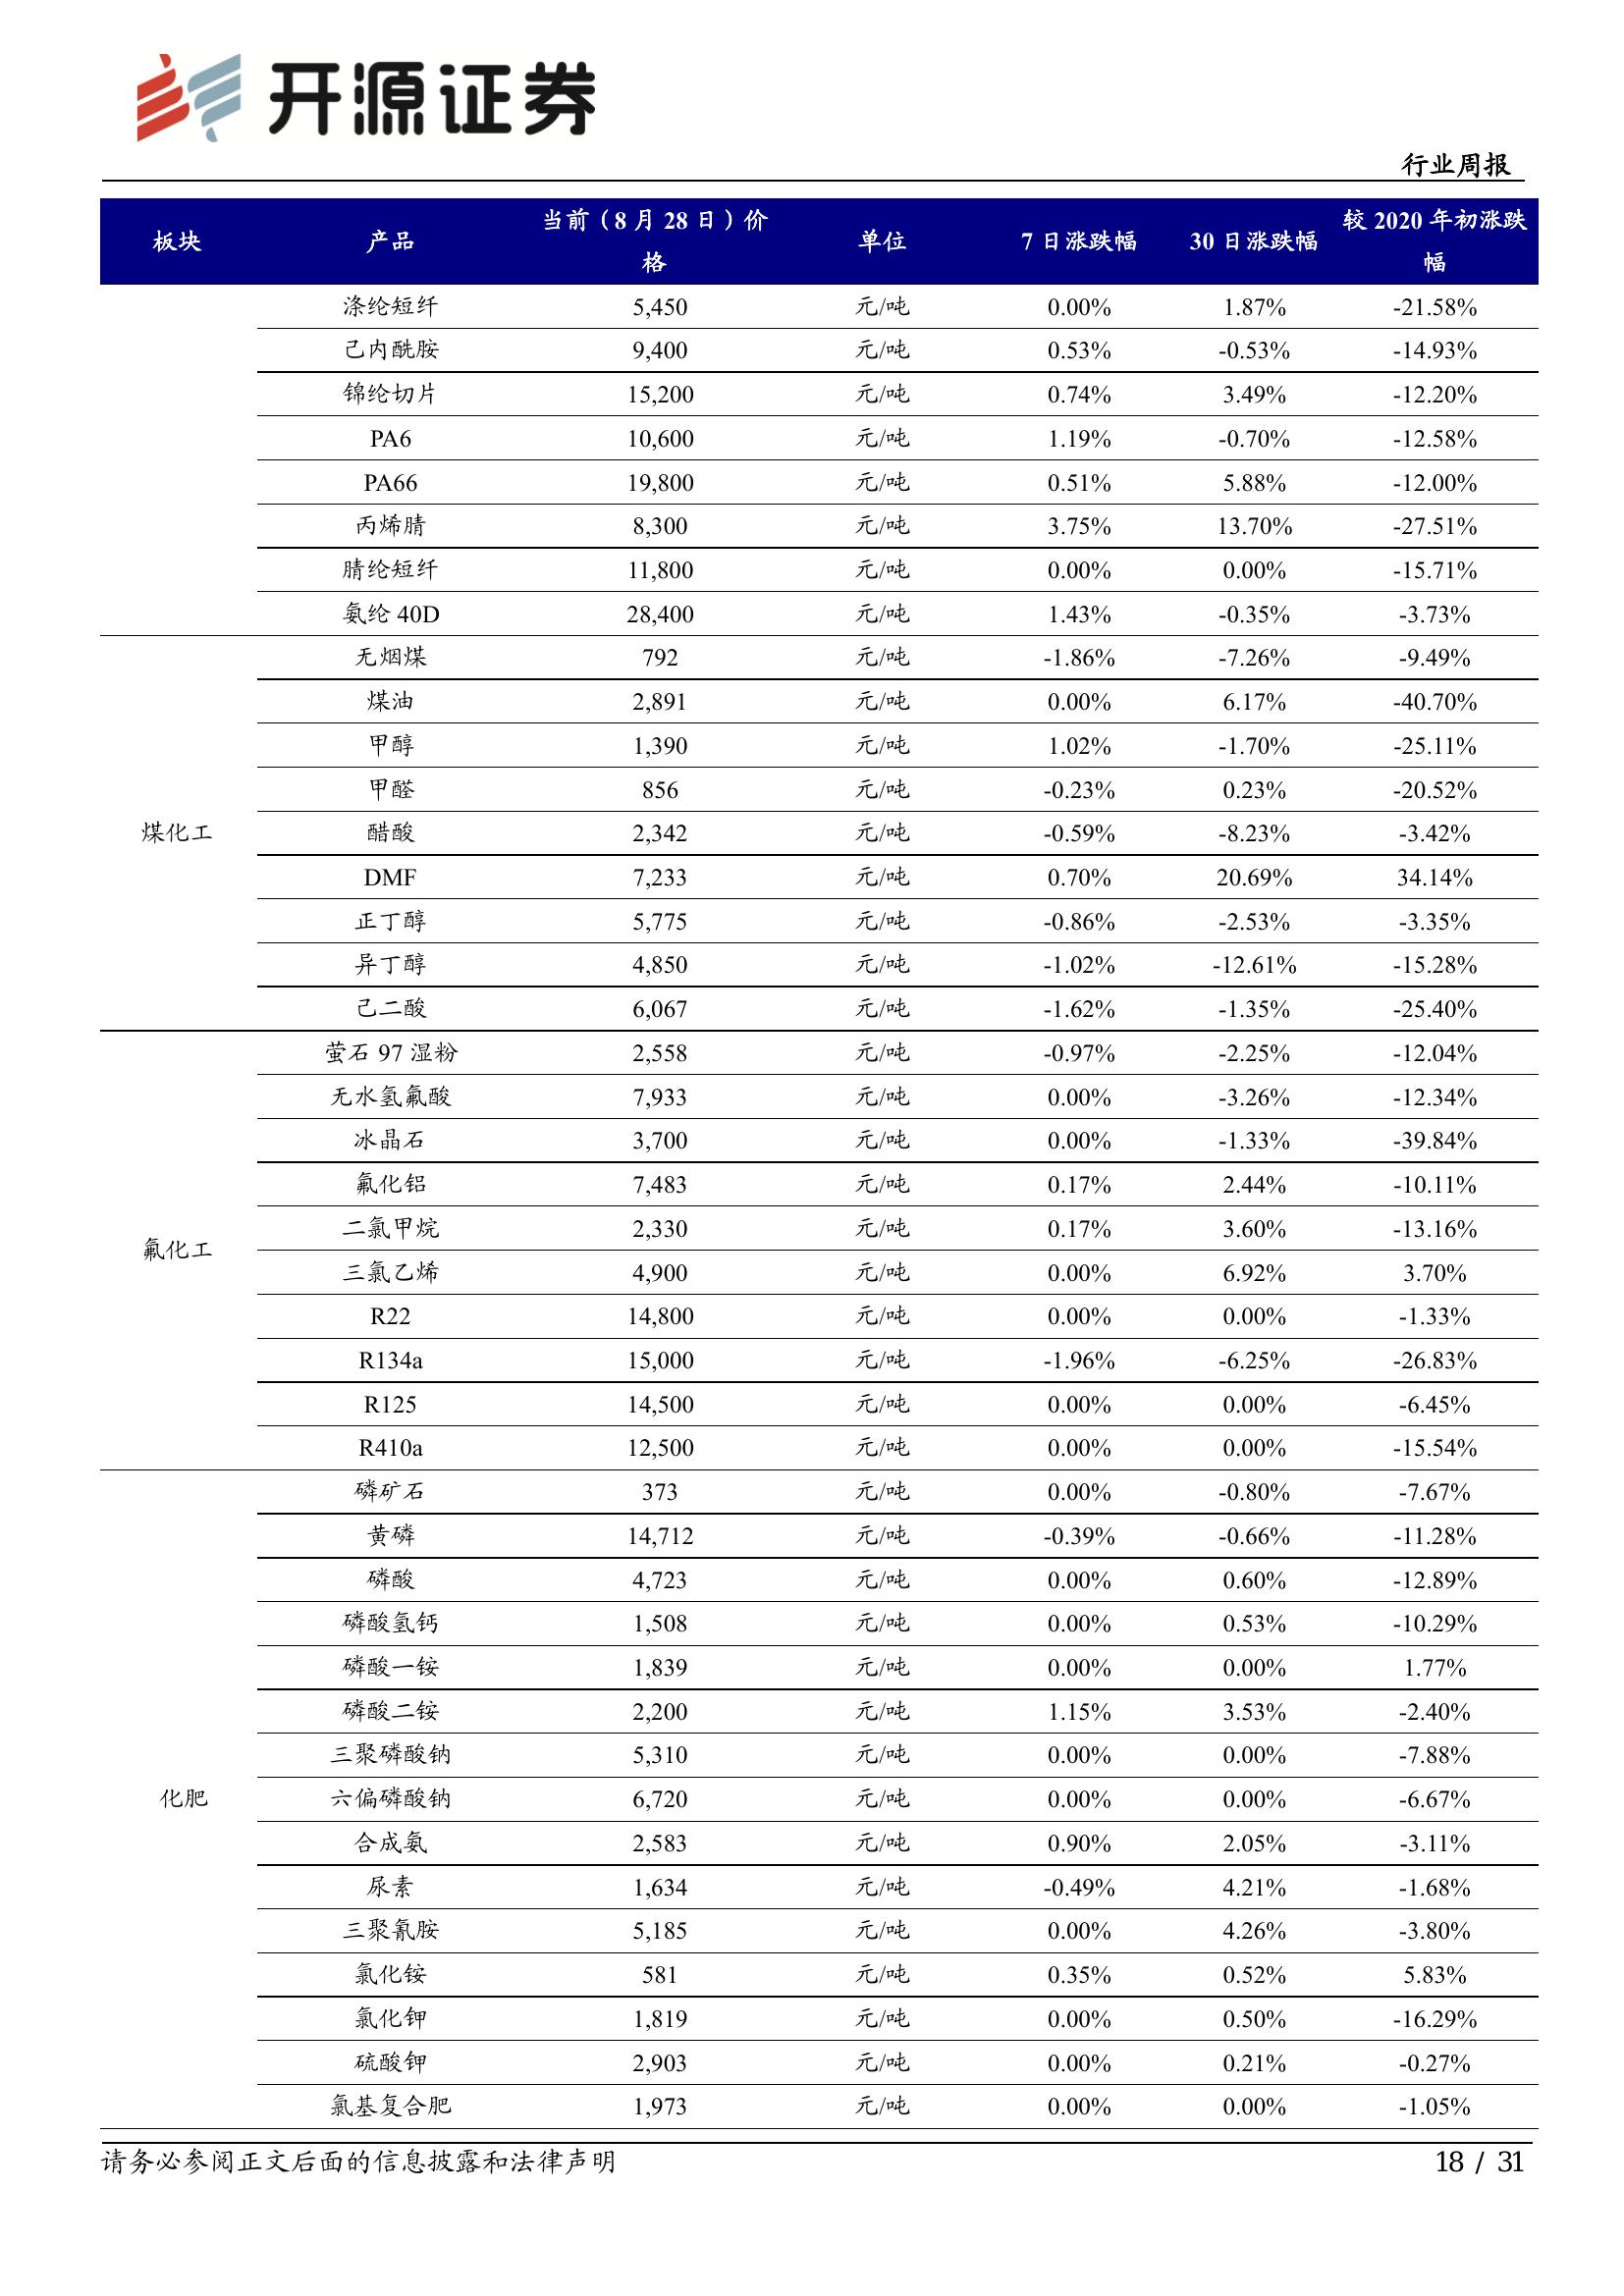 开源证券
行业周报
板块 产品 当前（8 月 28 日）价格 单位 7 日涨跌幅 30 日涨跌幅 较 2020 年初涨跌幅
涤纶短纤 5,450 元/吨 0.00% 1.87% -21.58%
己内酰胺 9,400 元/吨 0.53% -0.53% -14.93%
锦纶切片 15,200 元/吨 0.74% 3.49% -12.20%
PA6 10,600 元/吨 1.19% -0.70% -12.58%
PA66 19,800 元/吨 0.51% 5.88% -12.00%
丙烯腈 8,300 元/吨 3.75% 13.70% -27.51%
腈纶短纤 11,800 元/吨 0.00% 0.00% -15.71%
氨纶 40D 28,400 元/吨 1.43% -0.35% -3.73%
无烟煤 792 元/吨 -1.86% -7.26% -9.49%
煤油 2,891 元/吨 0.00% 6.17% -40.70%
甲醇 1,390 元/吨 1.02% -1.70% -25.11%
甲醛 856 元/吨 -0.23% 0.23% -20.52%
煤化工 醋酸 2,342 元/吨 -0.59% -8.23% -3.42%
DMF 7,233 元/吨 0.70% 20.69% 34.14%
正丁醇 5,775 元/吨 -0.86% -2.53% -3.35%
异丁醇 4,850 元/吨 -1.02% -12.61% -15.28%
己二酸 6,067 元/吨 -1.62% -1.35% -25.40%
萤石 97 湿粉 2,558 元/吨 -0.97% -2.25% -12.04%
无水氢氟酸 7,933 元/吨 0.00% -3.26% -12.34%
冰晶石 3,700 元/吨 0.00% -1.33% -39.84%
氟化铝 7,483 元/吨 0.17% 2.44% -10.11%
二氯甲烷 2,330 元/吨 0.17% 3.60% -13.16%
氟化工 三氯乙烯 4,900 元/吨 0.00% 6.92% 3.70%
R22 14,800 元/吨 0.00% 0.00% -1.33%
R134a 15,000 元/吨 -1.96% -6.25% -26.83%
R125 14,500 元/吨 0.00% 0.00% -6.45%
R410a 12,500 元/吨 0.00% 0.00% -15.54%
磷矿石 373 元/吨 0.00% -0.80% -7.67%
黄磷 14,712 元/吨 -0.39% -0.66% -11.28%
磷酸 4,723 元/吨 0.00% 0.60% -12.89%
磷酸氢钙 1,508 元/吨 0.00% 0.53% -10.29%
磷酸一铵 1,839 元/吨 0.00% 0.00% 1.77%
磷酸二铵 2,200 元/吨 1.15% 3.53% -2.40%
三聚磷酸钠 5,310 元/吨 0.00% 0.00% -7.88%
化肥 六偏磷酸钠 6,720 元/吨 0.00% 0.00% -6.67%
合成氨 2,583 元/吨 0.90% 2.05% -3.11%
尿素 1,634 元/吨 -0.49% 4.21% -1.68%
三聚氰胺 5,185 元/吨 0.00% 4.26% -3.80%
氯化铵 581 元/吨 0.35% 0.52% 5.83%
氯化钾 1,819 元/吨 0.00% 0.50% -16.29%
硫酸钾 2,903 元/吨 0.00% 0.21% -0.27%
氯基复合肥 1,973 元/吨 0.00% 0.00% -1.05%
请务必参阅正文后面的信息披露和法律声明 18 / 31